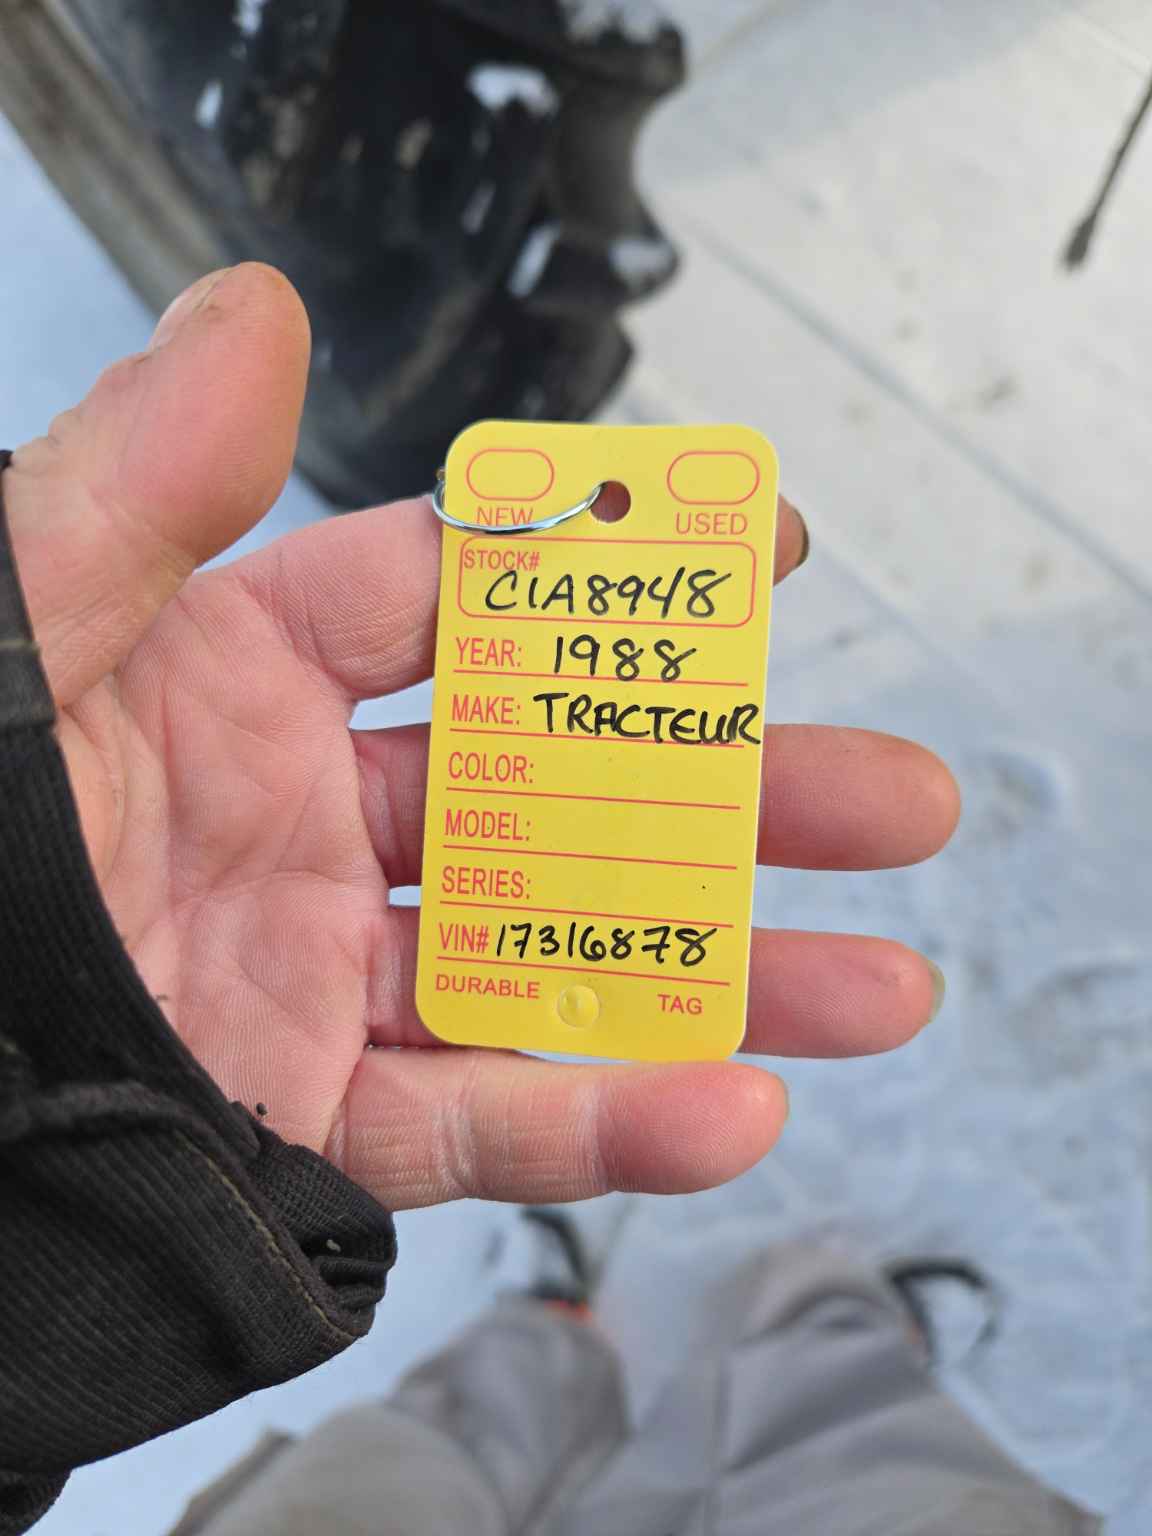 NEW USED
STOCK#
C1A8948
YEAR: 1988
MAKE: TRACTEUR
COLOR:
MODEL:
SERIES:
VIN# 17316878
DURABLE TAG